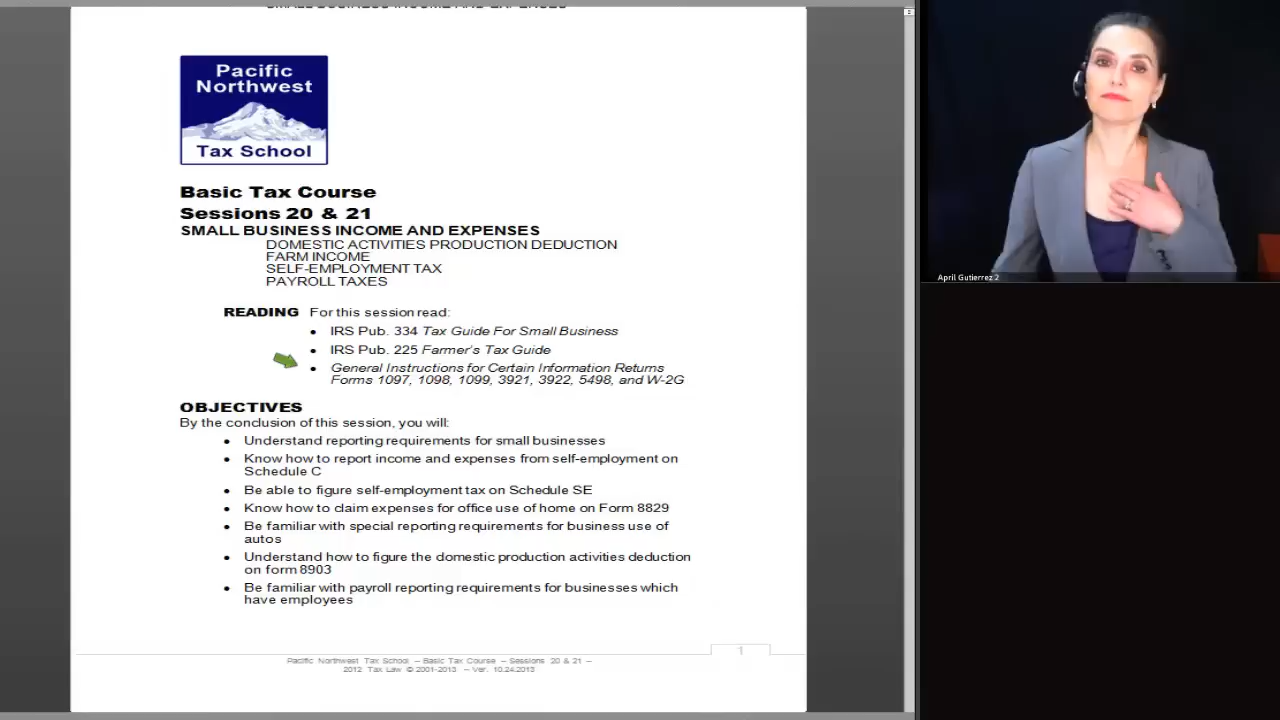 SMALL BUSINESS INCOME AND EXPENSES
Pacific
Northwest
Tax School
Basic Tax Course
Sessions 20 & 21
SMALL BUSINESS INCOME AND EXPENSES
DOMESTIC ACTIVITIES PRODUCTION DEDUCTION
FARM INCOME
SELF-EMPLOYMENT TAX
PAYROLL TAXES
READING For this session read:
• IRS Pub. 334 Tax Guide For Small Business
• IRS Pub. 225 Farmer's Tax Guide
• General Instructions for Certain Information Returns
Forms 1097, 1098, 1099, 3921, 3922, 5498, and W-2G
OBJECTIVES
By the conclusion of this session, you will:
• Understand reporting requirements for small businesses
• Know how to report income and expenses from self-employment on
Schedule C
• Be able to figure self-employment tax on Schedule SE
• Know how to claim expenses for office use of home on Form 8829
• Be familiar with special reporting requirements for business use of
autos
• Understand how to figure the domestic production activities deduction
on form 8903
• Be familiar with payroll reporting requirements for businesses which
have employees
1
Pacific Northwest Tax School – Basic Tax Course – Sessions 20 & 21 –
2012 Tax Law © 2001-2013 – Ver. 10.24.2013
April Gutierrez 2